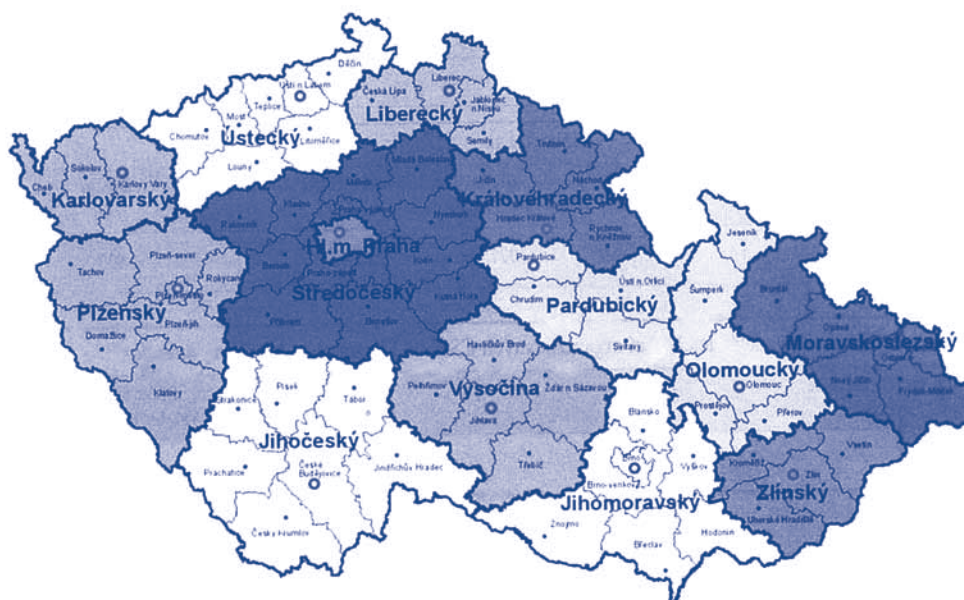 Děčín
Ústí n Labem
Teplice
Most
Chomutov
Ústecký
Litoměřice
Louny
Česká Lípa
Liberec
Liberecký
Jablonec
n Nisou
Semily
Sokolov
Cheb
Karlovy Vary
Karlovarský
Mladá Boleslav
Mělník
Kladno
Rakovník
Nymburk
Hl.m. Praha
Beroun
Praha-západ
Kolín
Středočeský
Kutná Hora
Příbram
Benešov
Trutnov
Jičín
Náchod
Královéhradecký
Hradec Králové
Rychnov
n Kněžnou
Tachov
Plzeň-sever
Rokycany
Plzeňský
Plzeň-jih
Domažlice
Klatovy
Pardubice
Chrudim
Ústí n.Orlicí
Pardubický
Svitavy
Jeseník
Šumperk
Olomoucký
Olomouc
Prostějov
Přerov
Bruntál
Opava
Moravskoslezský
Nový Jičín
Frýdek-Místek
Havlíčkův Brod
Pelhřimov
Vysočina
Žďár n Sázavou
Jihlava
Třebíč
Písek
Tábor
Strakonice
Jihočeský
Prachatice
České
Budějovice
Jindřichův Hradec
Český Krumlov
Blansko
Brno
Brno-venkov
Vyškov
Jihomoravský
Znojmo
Hodonín
Břeclav
Vsetín
Kroměříž
Zlín
Zlínský
Uherské Hradiště